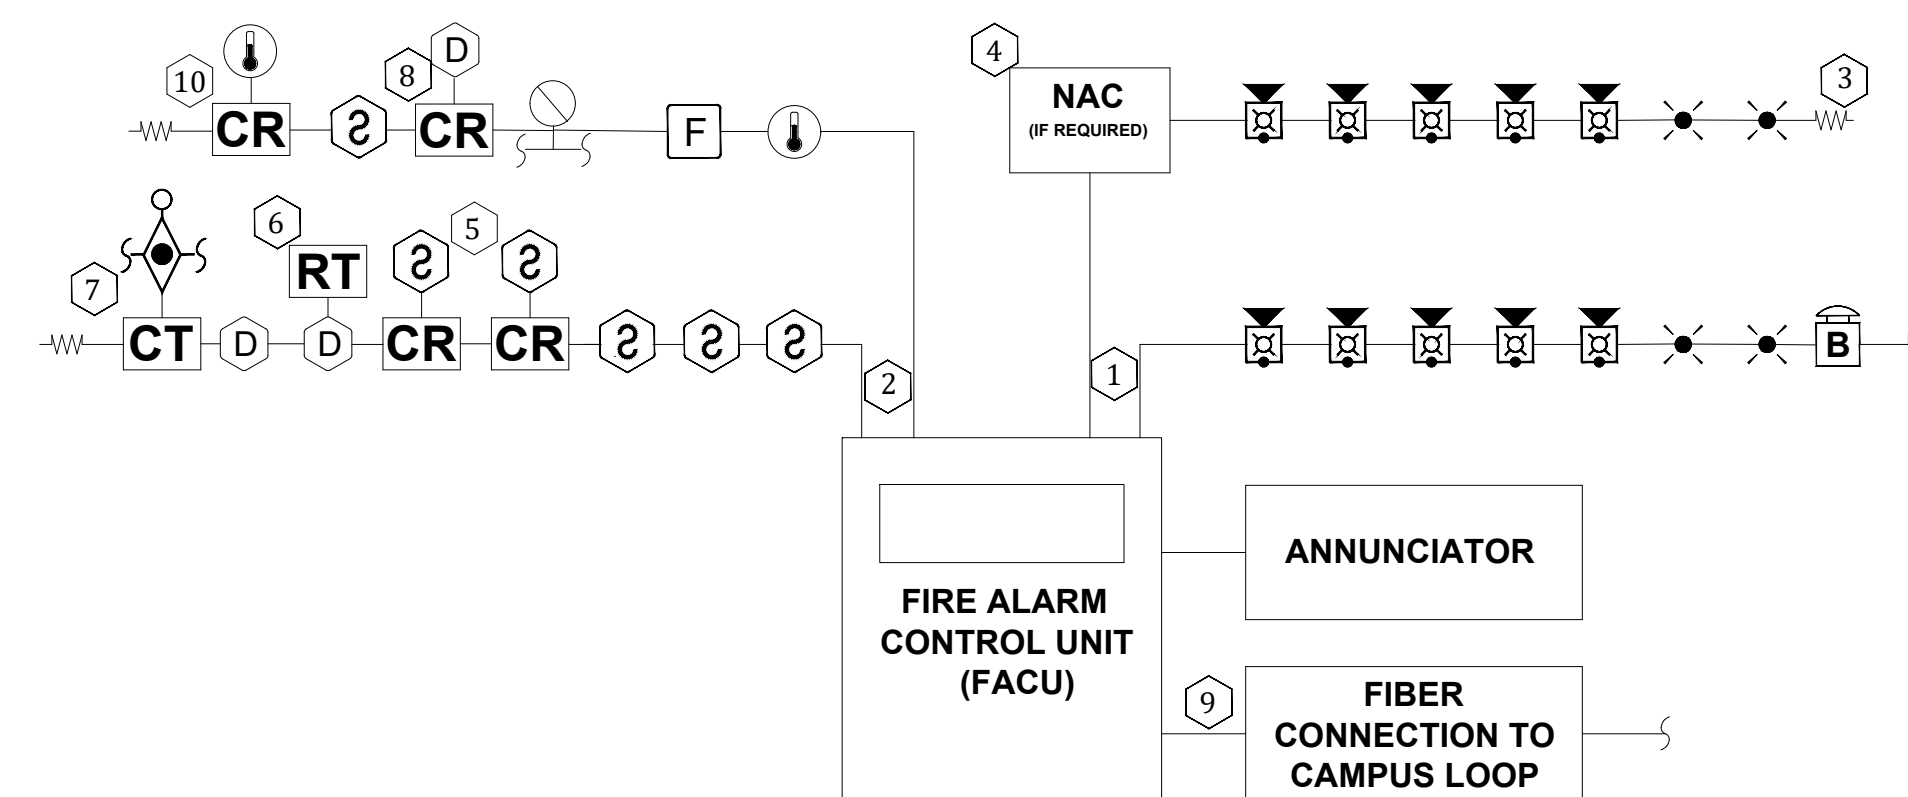 10
8
D
4
3
CR
CR
F
NAC
(IF REQUIRED)
S
7
6
5
RT
S
S
CT
D
D
CR
CR
S
S
S
2
1
B
ANNUNCIATOR
FIRE ALARM
CONTROL UNIT
(FACU)
9
FIBER
CONNECTION TO
CAMPUS LOOP